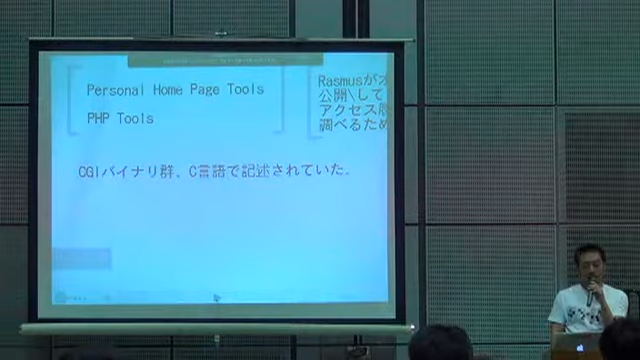 Personal Home Page Tools
PHP Tools
Rasmusが
公開\して
アクセス
調べるため
CGIバイナリ群、C言語で記述されていた。